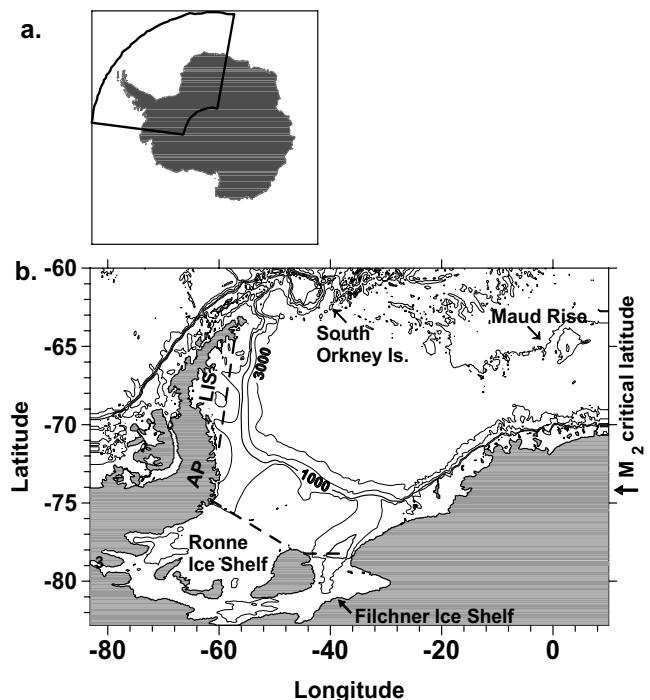 a.
b.
-60
-65
-70
-75
-80
Latitude
South
Orkney Is.
Maud Rise
3000
LIS
1000
AP
Ronne
Ice Shelf
3
Filchner Ice Shelf
M2 critical latitude
-80
-60
-40
-20
0
Longitude